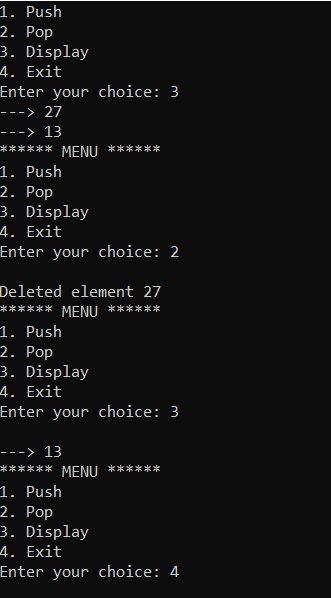 1. Push
2. Pop
3. Display
4. Exit
Enter your choice: 3
---> 27
---> 13
****** MENU ******
1. Push
2. Pop
3. Display
4. Exit
Enter your choice: 2
Deleted element 27
****** MENU ******
1. Push
2. Pop
3. Display
4. Exit
Enter your choice: 3
---> 13
****** MENU ******
1. Push
2. Pop
3. Display
4. Exit
Enter your choice: 4